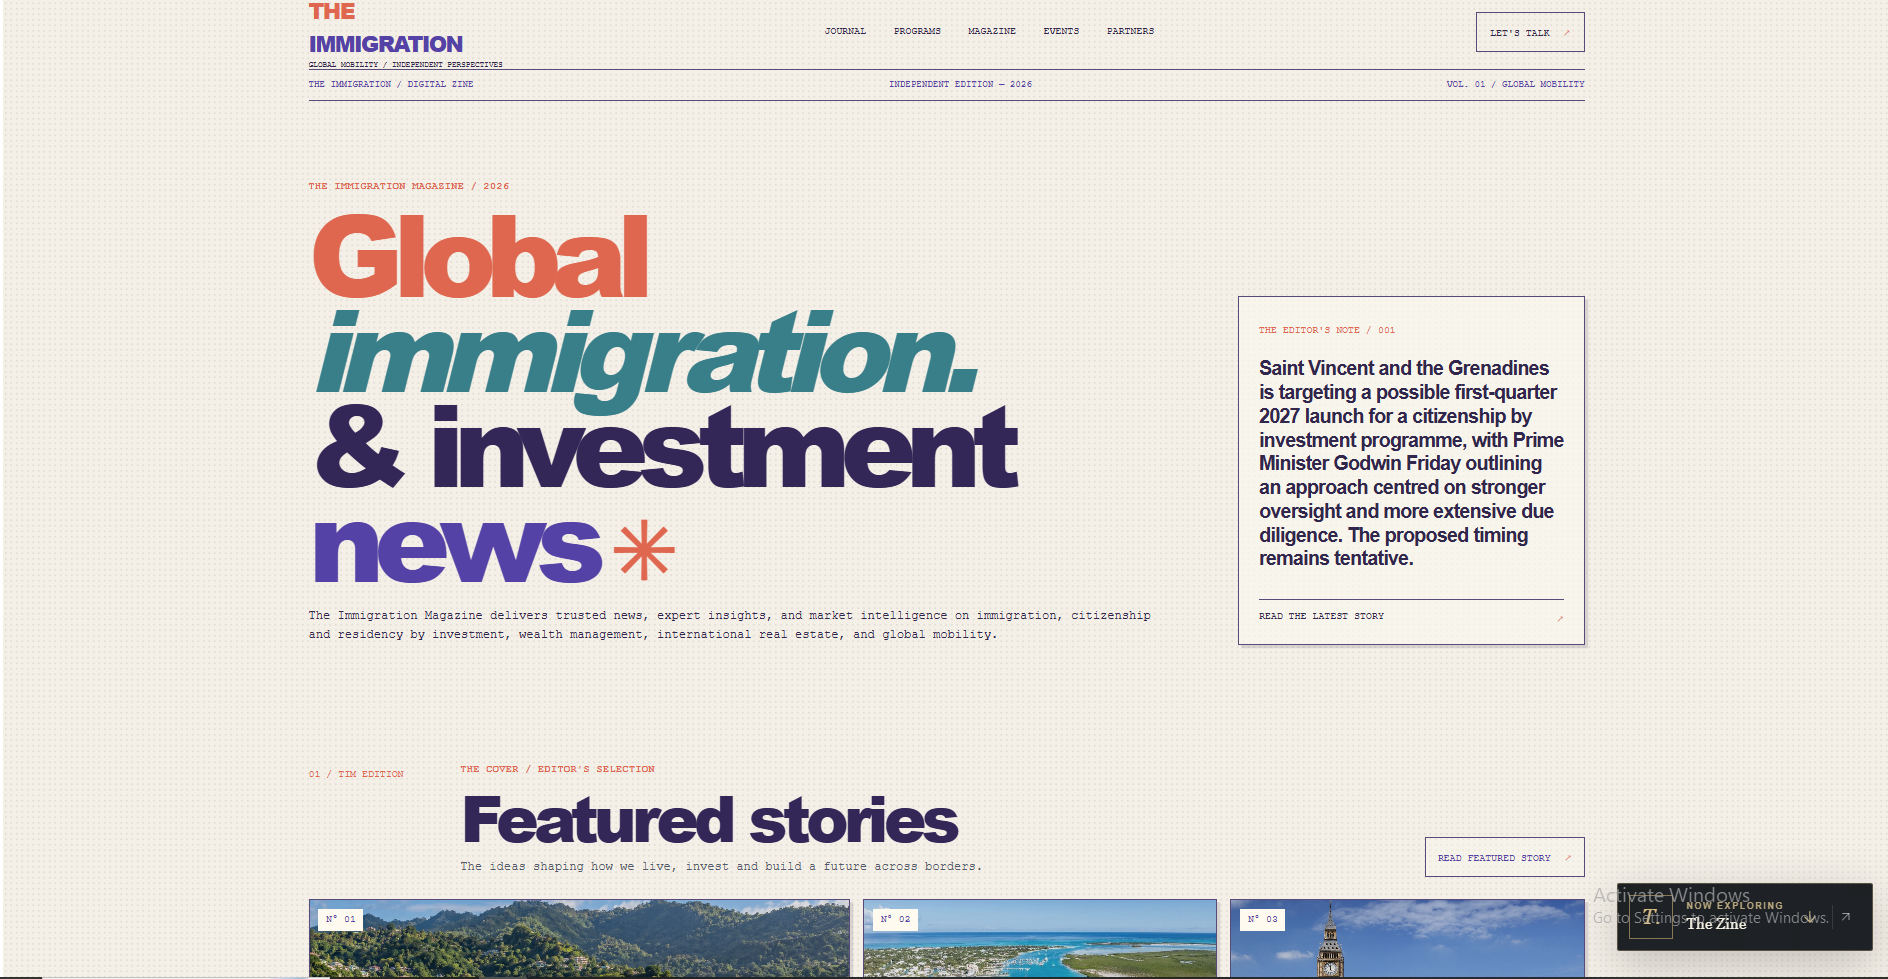 THE
IMMIGRATION
GLOBAL MOBILITY / INDEPENDENT PERSPECTIVES
JOURNAL PROGRAMS MAGAZINE EVENTS PARTNERS
LET'S TALK ↗
THE IMMIGRATION / DIGITAL ZINE
INDEPENDENT EDITION — 2026
VOL. 01 / GLOBAL MOBILITY
THE IMMIGRATION MAGAZINE / 2026
Global
immigration.
& investment
news✳
The Immigration Magazine delivers trusted news, expert insights, and market intelligence on immigration, citizenship
and residency by investment, wealth management, international real estate, and global mobility.
THE EDITOR'S NOTE / 001
Saint Vincent and the Grenadines
is targeting a possible first-quarter
2027 launch for a citizenship by
investment programme, with Prime
Minister Godwin Friday outlining
an approach centred on stronger
oversight and more extensive due
diligence. The proposed timing
remains tentative.
READ THE LATEST STORY ↗
01 / TIM EDITION
THE COVER / EDITOR'S SELECTION
Featured stories
The ideas shaping how we live, invest and build a future across borders.
READ FEATURED STORY ↗
N° 01
N° 02
N° 03
Activate Windows
Go to Settings to activate Windows.
T.
NOW EXPLORING
The Zine